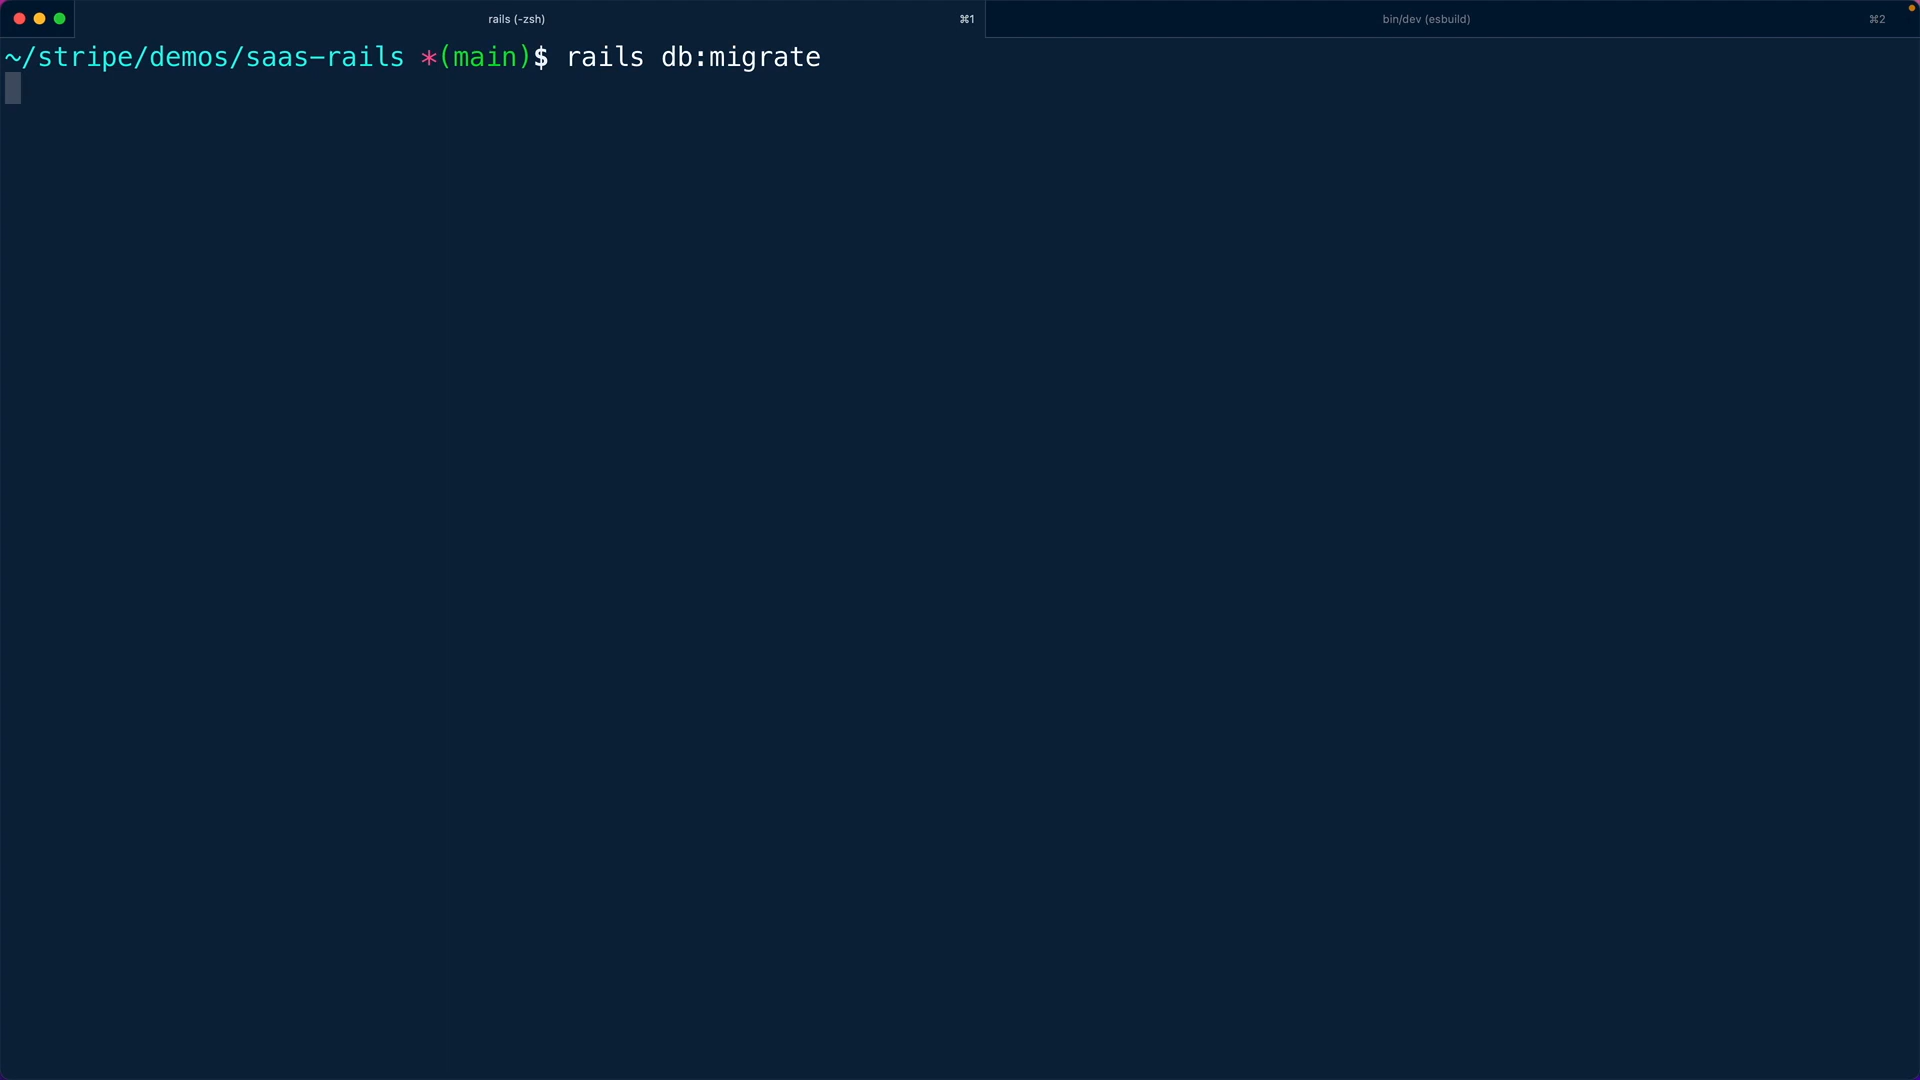 rails (-zsh) ⌘1 bin/dev (esbuild) ⌘2
~/stripe/demos/saas-rails *(main)$ rails db:migrate